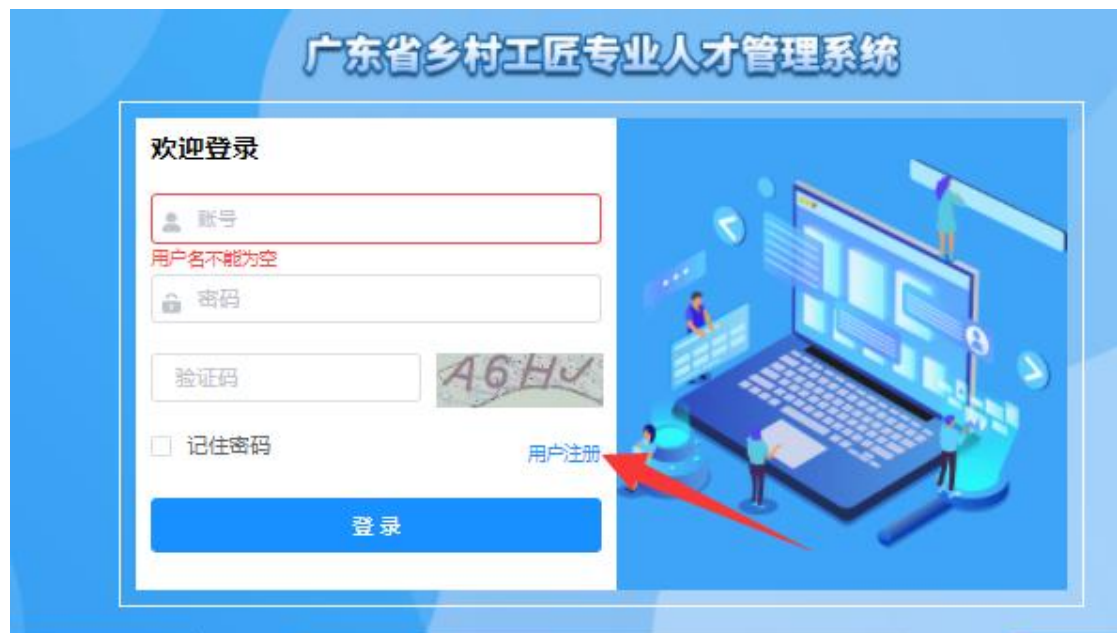 广东省乡村工匠专业人才管理系统
欢迎登录
账号
用户名不能为空
密码
验证码
A6HJ
记住密码
用户注册
登录